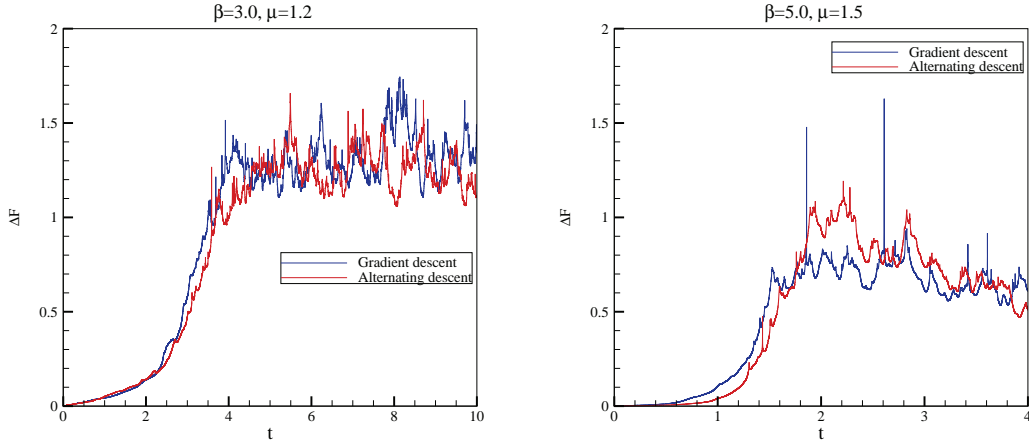 β=3.0, μ=1.2
2
1.5
1
0.5
0
ΔF
Gradient descent
Alternating descent
0 2 4 6 8 10
t
β=5.0, μ=1.5
2
1.5
1
0.5
0
ΔF
Gradient descent
Alternating descent
0 1 2 3 4
t